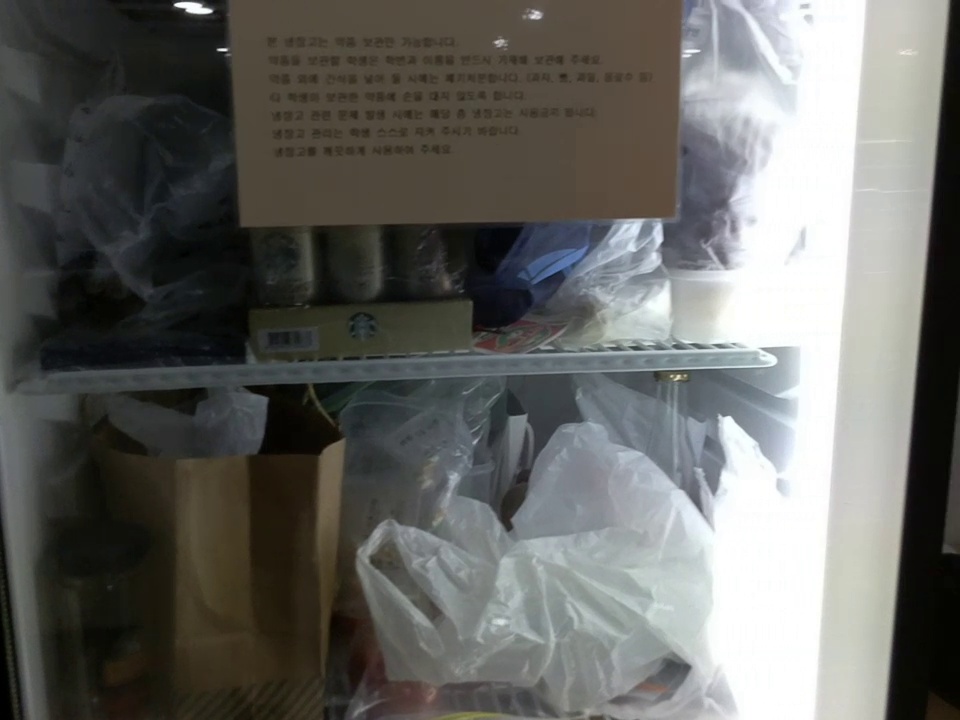 본 냉장고는 약품 보관만 가능합니다.
약품을 보관할 학생은 학번과 이름을 반드시 기재해 보관해 주세요.
약품 외에 간식을 넣어 둘 시에는 폐기처분합니다. (과자, 빵, 과일, 음료수 등)
타 학생이 보관한 약품에 손을 대지 않도록 합니다.
냉장고 관련 문제 발생 시에는 해당 층 냉장고는 사용금지 합니다.
냉장고 관리는 학생 스스로 지켜 주시기 바랍니다.
냉장고를 깨끗하게 사용하여 주세요.